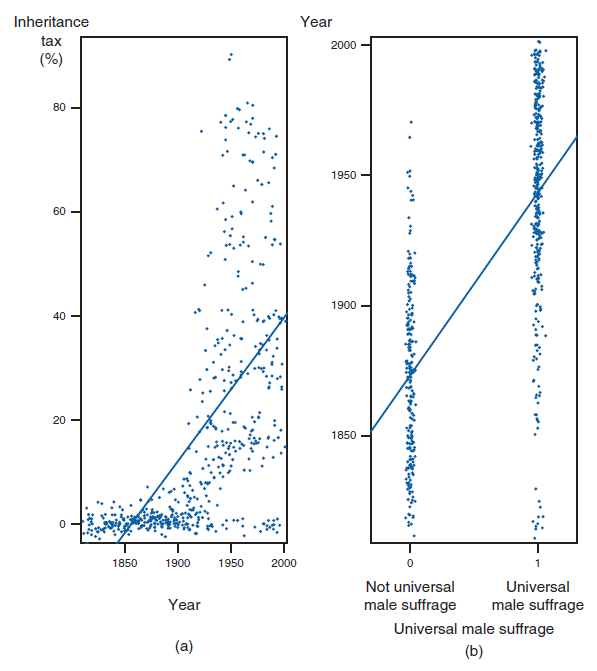 Inheritance
tax
(%)
80
60
40
20
0
1850 1900 1950 2000
Year
(a)
Year
2000
1950
1900
1850
0 1
Not universal
male suffrage
Universal
male suffrage
Universal male suffrage
(b)